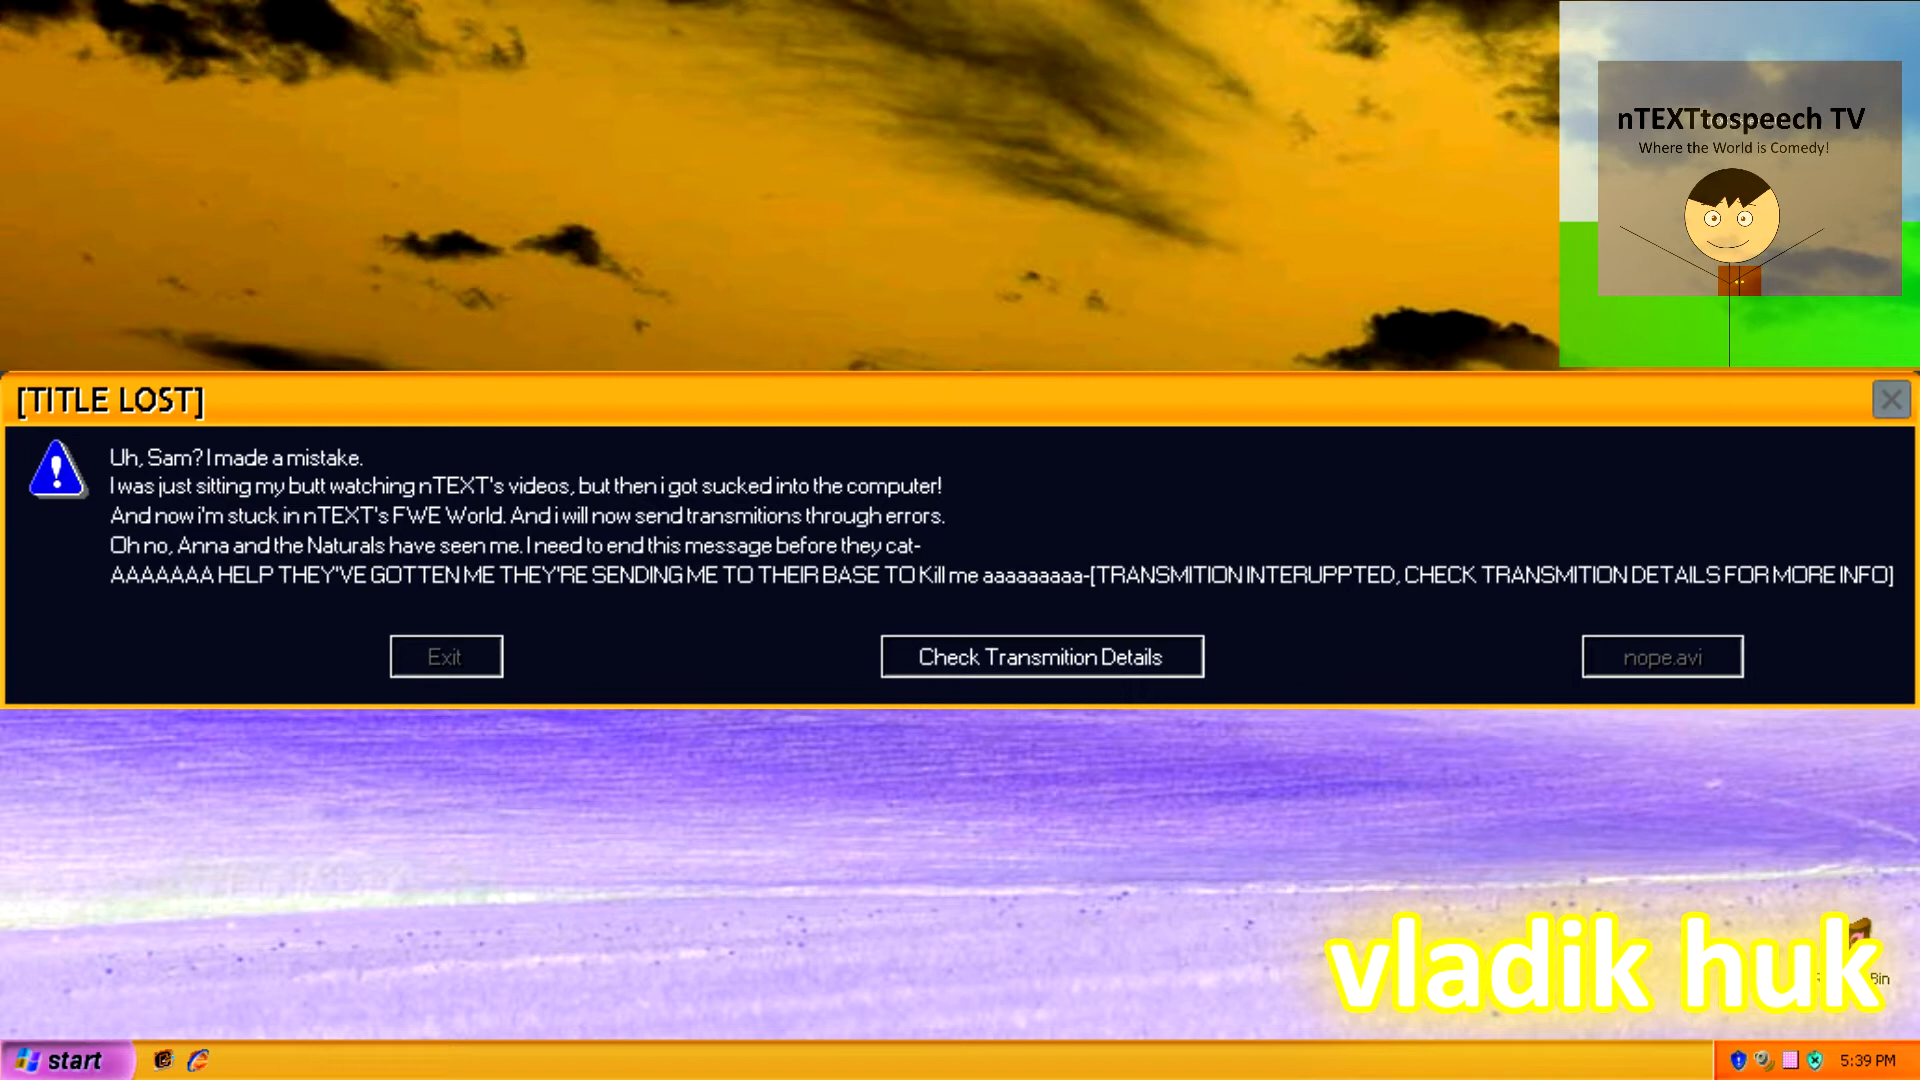 nTEXTtospeech TV
Where the World is Comedy!
[TITLE LOST]
Uh, Sam? I made a mistake.
I was just sitting my butt watching nTEXT's videos, but then i got sucked into the computer!
And now i'm stuck in nTEXT's FWE World. And i will now send transmitions through errors.
Oh no, Anna and the Naturals have seen me. I need to end this message before they cat-
AAAAAAA HELP THEY'VE GOTTEN ME THEY'RE SENDING ME TO THEIR BASE TO Kill me aaaaaaaaa-[TRANSMITION INTERUPPTED, CHECK TRANSMITION DETAILS FOR MORE INFO]
Exit
Check Transmition Details
nope.avi
vladik huk
Bin
start
5:39 PM